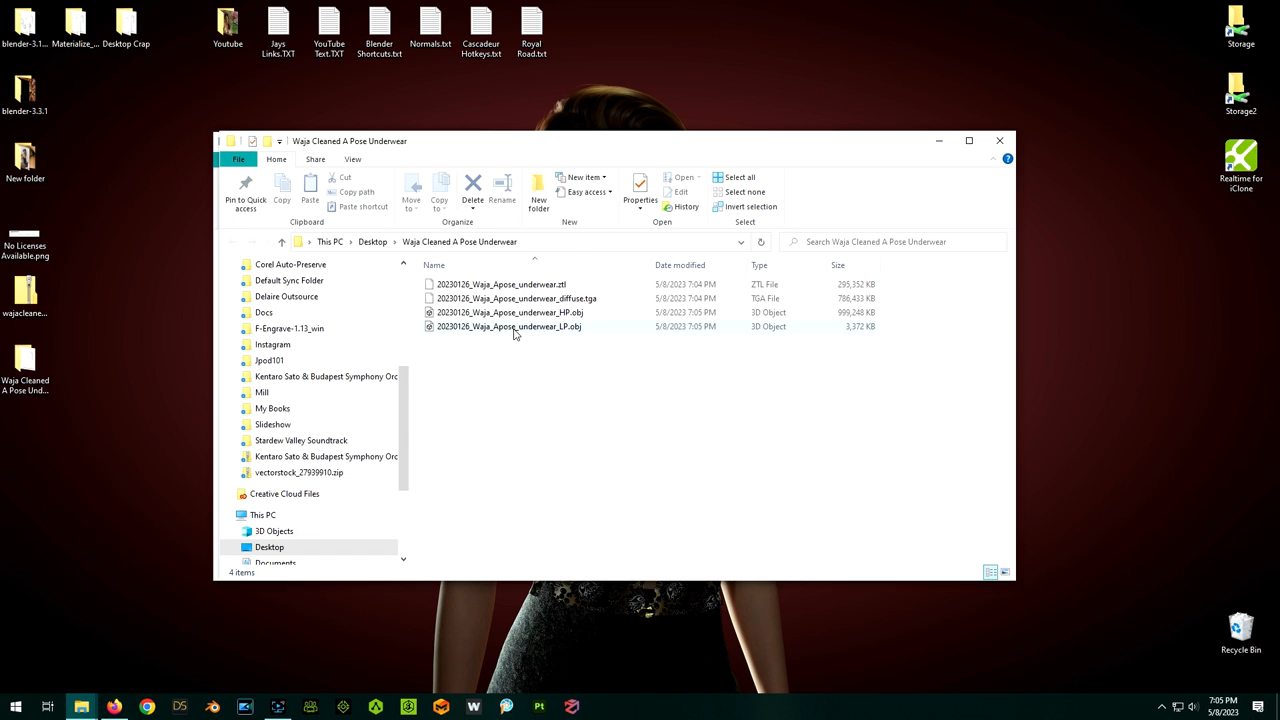 blender-3.1...
Materialize_...
Desktop Crap
Youtube
Jays
Links.TXT
YouTube
Text.TXT
Blender
Shortcuts.txt
Normals.txt
Cascadeur
Hotkeys.txt
Royal
Road.txt
Storage
blender-3.3.1
Storage2
New folder
Realtime for
iClone
No Licenses
Available.png
wajacleane...
Waja Cleaned
A Pose Und...
Recycle Bin
Waja Cleaned A Pose Underwear
File
Home
Share
View
Pin to Quick
access
Copy
Paste
Cut
Copy path
Paste shortcut
Clipboard
Move
to
Copy
to
Delete
Rename
Organize
New
folder
New item
Easy access
New
Properties
Open
Edit
History
Open
Select all
Select none
Invert selection
Select
This PC
Desktop
Waja Cleaned A Pose Underwear
Search Waja Cleaned A Pose Underwear
Corel Auto-Preserve
Default Sync Folder
Delaire Outsource
Docs
F-Engrave-1.13_win
Instagram
Jpod101
Kentaro Sato & Budapest Symphony Orc
Mill
My Books
Slideshow
Stardew Valley Soundtrack
Kentaro Sato & Budapest Symphony Orc
vectorstock_27939910.zip
Creative Cloud Files
This PC
3D Objects
Desktop
Documents
Name Date modified Type Size
20230126_Waja_Apose_underwear.ztl 5/8/2023 7:04 PM ZTL File 295,352 KB
20230126_Waja_Apose_underwear_diffuse.tga 5/8/2023 7:04 PM TGA File 786,433 KB
20230126_Waja_Apose_underwear_HP.obj 5/8/2023 7:05 PM 3D Object 999,248 KB
20230126_Waja_Apose_underwear_LP.obj 5/8/2023 7:05 PM 3D Object 3,372 KB
4 items
DS
W
Pt
7:05 PM
5/8/2023